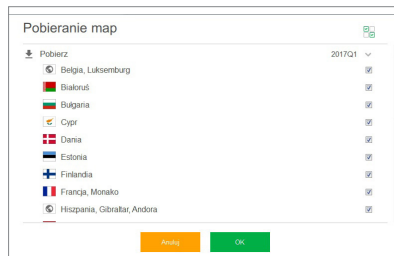 Pobieranie map
Pobierz 2017Q1
Belgia, Luksemburg
Białoruś
Bułgaria
Cypr
Dania
Estonia
Finlandia
Francja, Monako
Hiszpania, Gibraltar, Andora
Anuluj OK